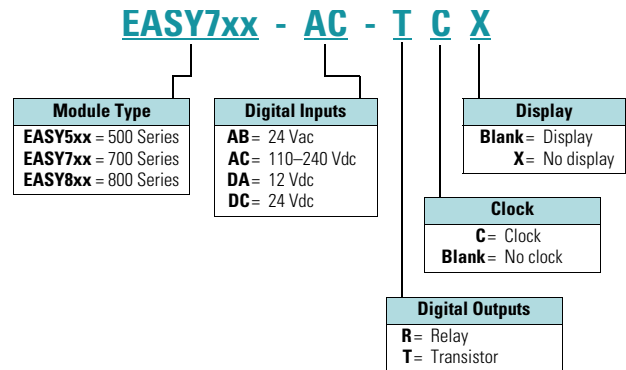 EASY7xx - AC - T C X
Module Type
EASY5xx = 500 Series
EASY7xx = 700 Series
EASY8xx = 800 Series
Digital Inputs
AB = 24 Vac
AC = 110–240 Vdc
DA = 12 Vdc
DC = 24 Vdc
Display
Blank = Display
X = No display
Clock
C = Clock
Blank = No clock
Digital Outputs
R = Relay
T = Transistor